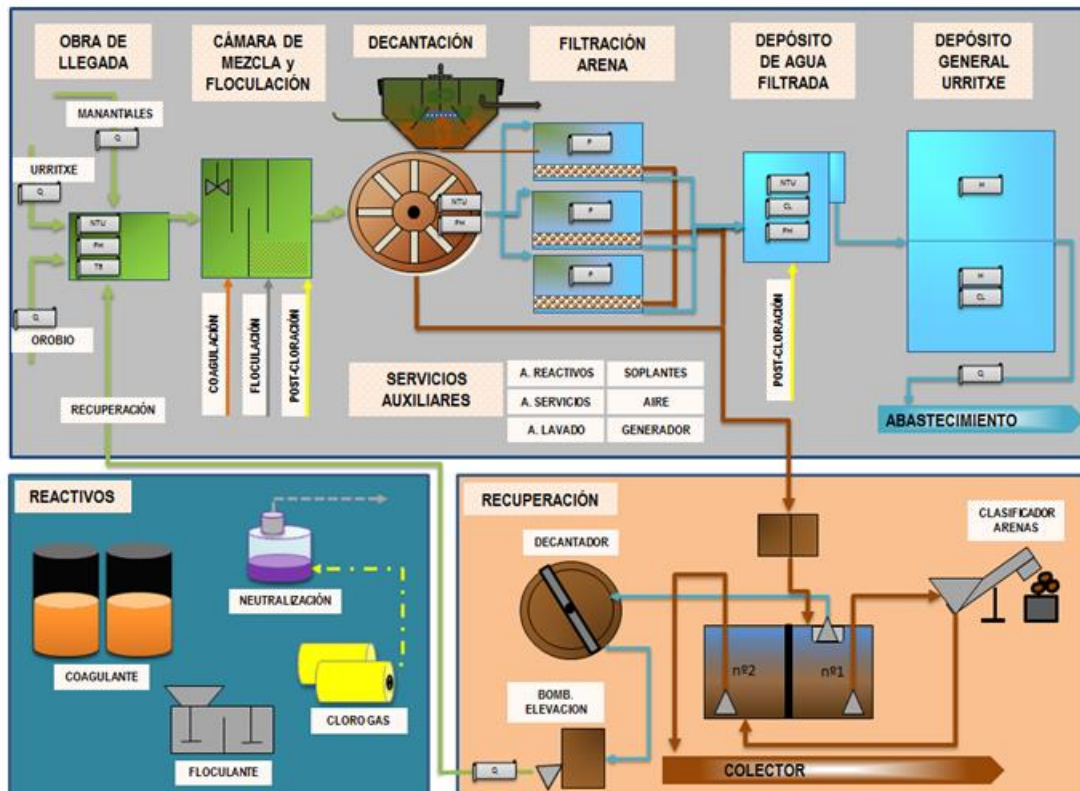 OBRA DE
LLEGADA
CÁMARA DE
MEZCLA y
FLOCULACIÓN
DECANTACIÓN
FILTRACIÓN
ARENA
DEPÓSITO
DE AGUA
FILTRADA
DEPÓSITO
GENERAL
URRITXE
MANANTIALES
Q
URRITXE
Q
NTU
PH
Tª
Q
OROBIO
RECUPERACIÓN
COAGULACIÓN
FLOCULACIÓN
POST-CLORACIÓN
NTU
PH
P
P
P
NTU
CL
PH
POST-CLORACIÓN
H
H
CL
Q
ABASTECIMIENTO
SERVICIOS
AUXILIARES
A. REACTIVOS
SOPLANTES
A. SERVICIOS
AIRE
A. LAVADO
GENERADOR
REACTIVOS
NEUTRALIZACIÓN
COAGULANTE
CLORO GAS
FLOCULANTE
RECUPERACIÓN
DECANTADOR
CLASIFICADOR
ARENAS
nº2
nº1
BOMB.
ELEVACION
Q
COLECTOR